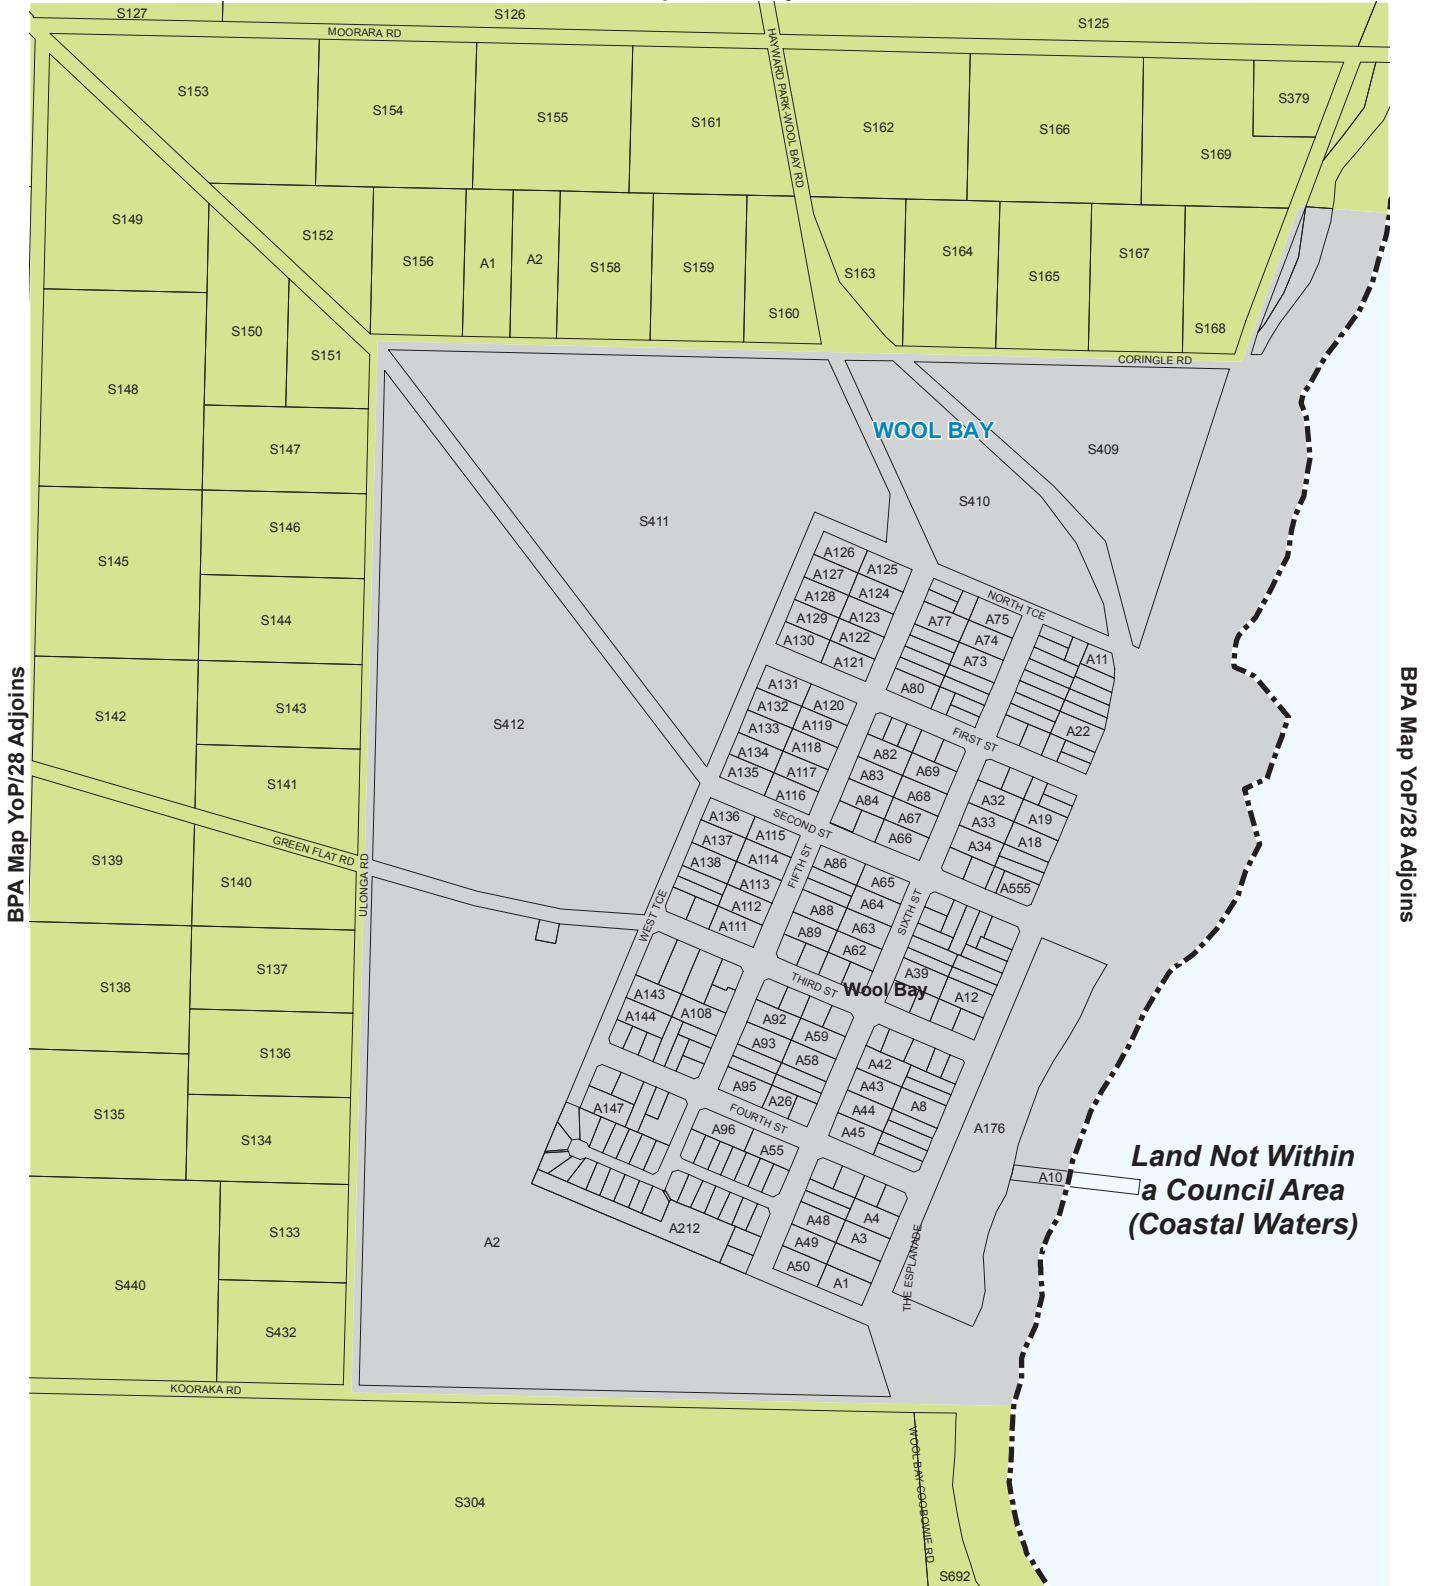 S127
S126
S125
MOORARA RD
HAYWARD PARK-WOOL BAY RD
S153
S154
S155
S161
S162
S166
S169
S379
S149
S152
S156
A1
A2
S158
S159
S160
S163
S164
S165
S167
S168
S150
S151
S148
CORINGLE RD
WOOL BAY
S147
S409
S410
S411
S146
S145
S144
A126
A125
A127
A124
A128
A123
A129
A122
A130
A121
NORTH TCE
A77
A75
A74
A73
A80
A11
A22
S142
S143
S412
A131
A120
A132
A119
A133
A118
A134
A117
A135
A116
FIRST ST
A82
A69
A83
A68
A84
A67
A66
A32
A19
A33
A18
A34
A555
BPA Map YoP/28 Adjoins
BPA Map YoP/28 Adjoins
S141
SECOND ST
A136
A115
A137
A114
A138
A113
A112
A111
FIFTH ST
A86
A65
A64
A88
A63
A89
A62
SIXTH ST
S139
GREEN FLAT RD
S140
ULONGA RD
WEST TCE
A39
A12
THIRD ST
Wool Bay
S138
S137
A143
A144
A108
A92
A59
A93
A58
A95
A26
S136
A42
A43
A8
A44
A45
S135
S134
A147
FOURTH ST
A96
A55
A176
A10
Land Not Within
a Council Area
(Coastal Waters)
A212
A48
A4
A49
A3
A50
A1
THE ESPLANADE
S133
A2
S440
S432
KOORAKA RD
WOOL BAY-COOBOWIE RD
S304
S692